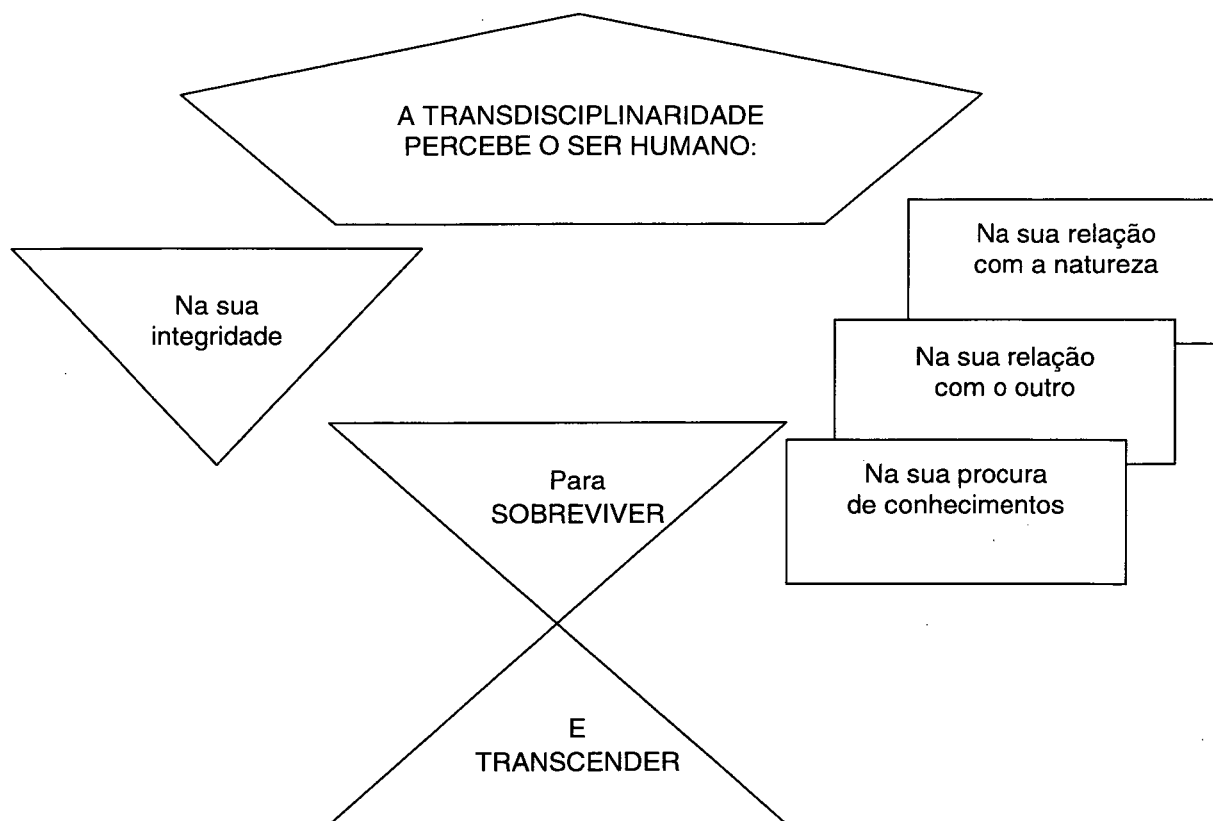 A TRANSDISCIPLINARIDADE
PERCEBE O SER HUMANO:
Na sua
integridade
Na sua relação
com a natureza
Na sua relação
com o outro
Na sua procura
de conhecimentos
Para
SOBREVIVER
E
TRANSCENDER